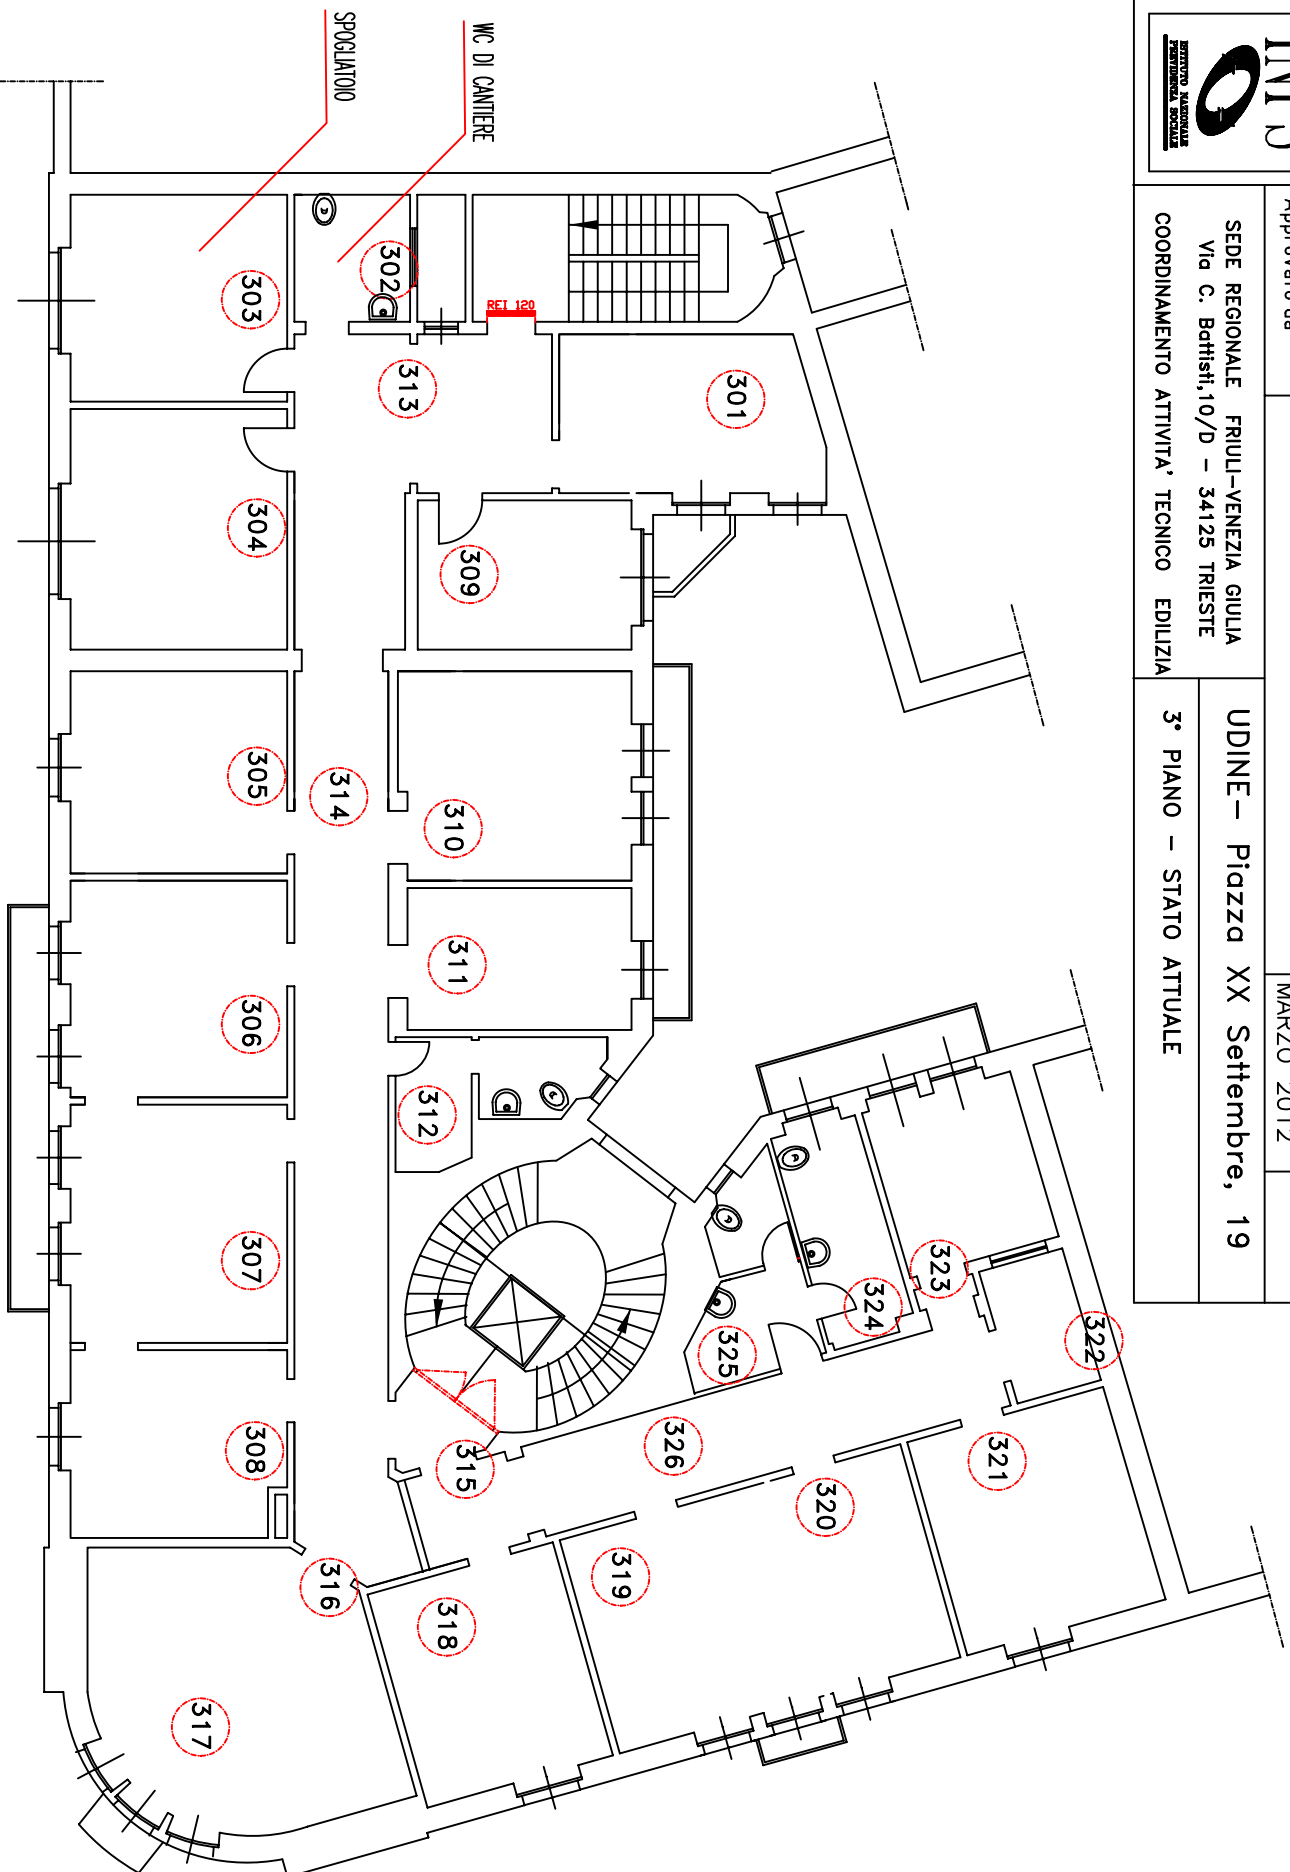 ISTITUTO NAZIONALE
PREVIDENZA SOCIALE
SEDE REGIONALE FRIULI-VENEZIA GIULIA
Via C. Battisti,10/D - 34125 TRIESTE
COORDINAMENTO ATTIVITA' TECNICO EDILIZIA
MARZO 2012
UDINE- Piazza XX Settembre, 19
3° PIANO - STATO ATTUALE
WC DI CANTIERE
SPOGLIATOIO
REI 120
301
302
303
304
305
306
307
308
309
310
311
312
313
314
315
316
317
318
319
320
321
322
323
324
325
326